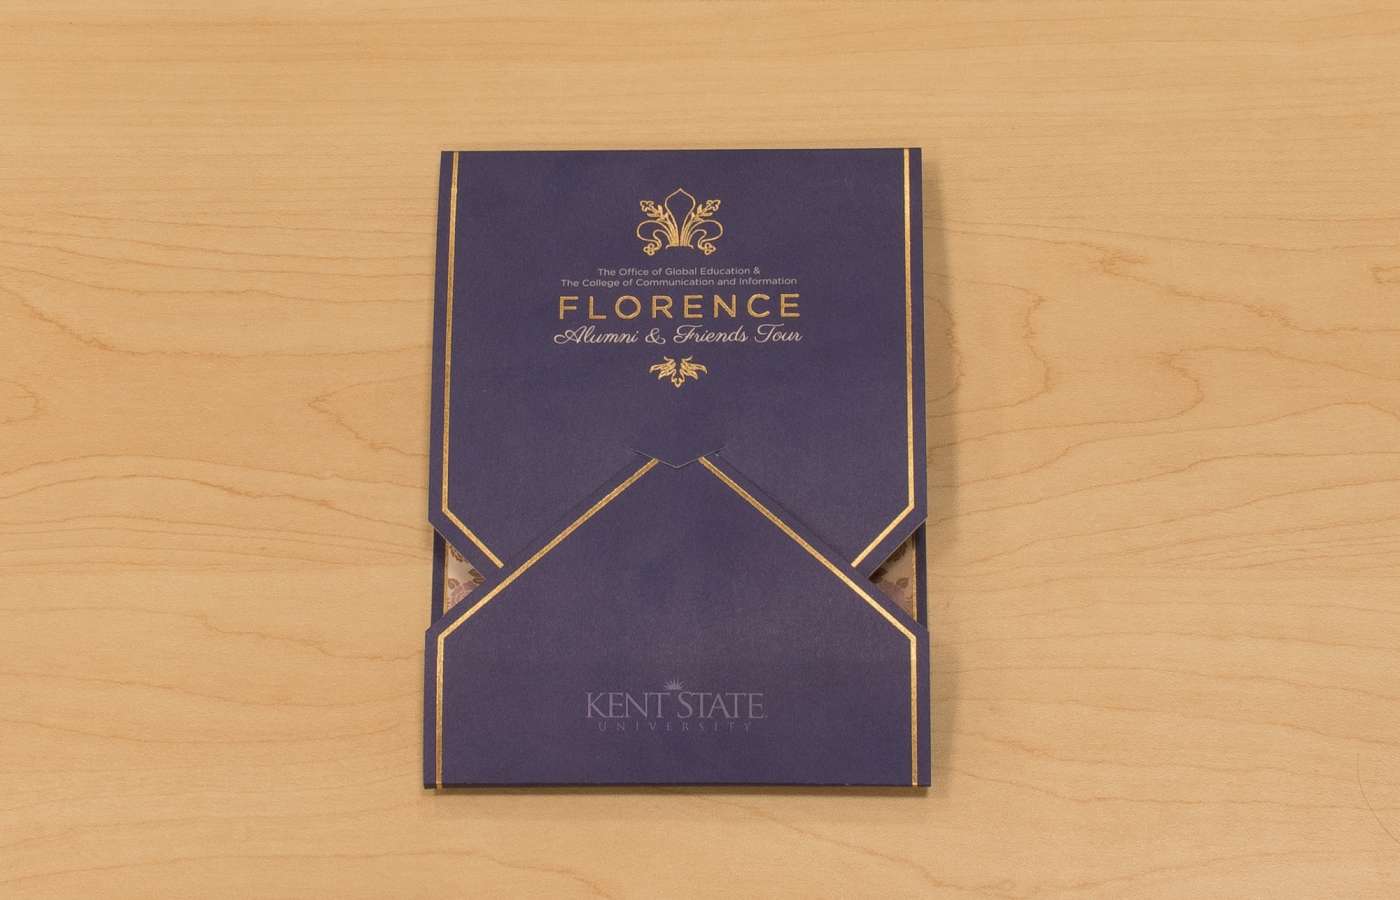 The Office of Global Education &
The College of Communication and Information
FLORENCE
Alumni & Friends Tour
KENT STATE
UNIVERSITY